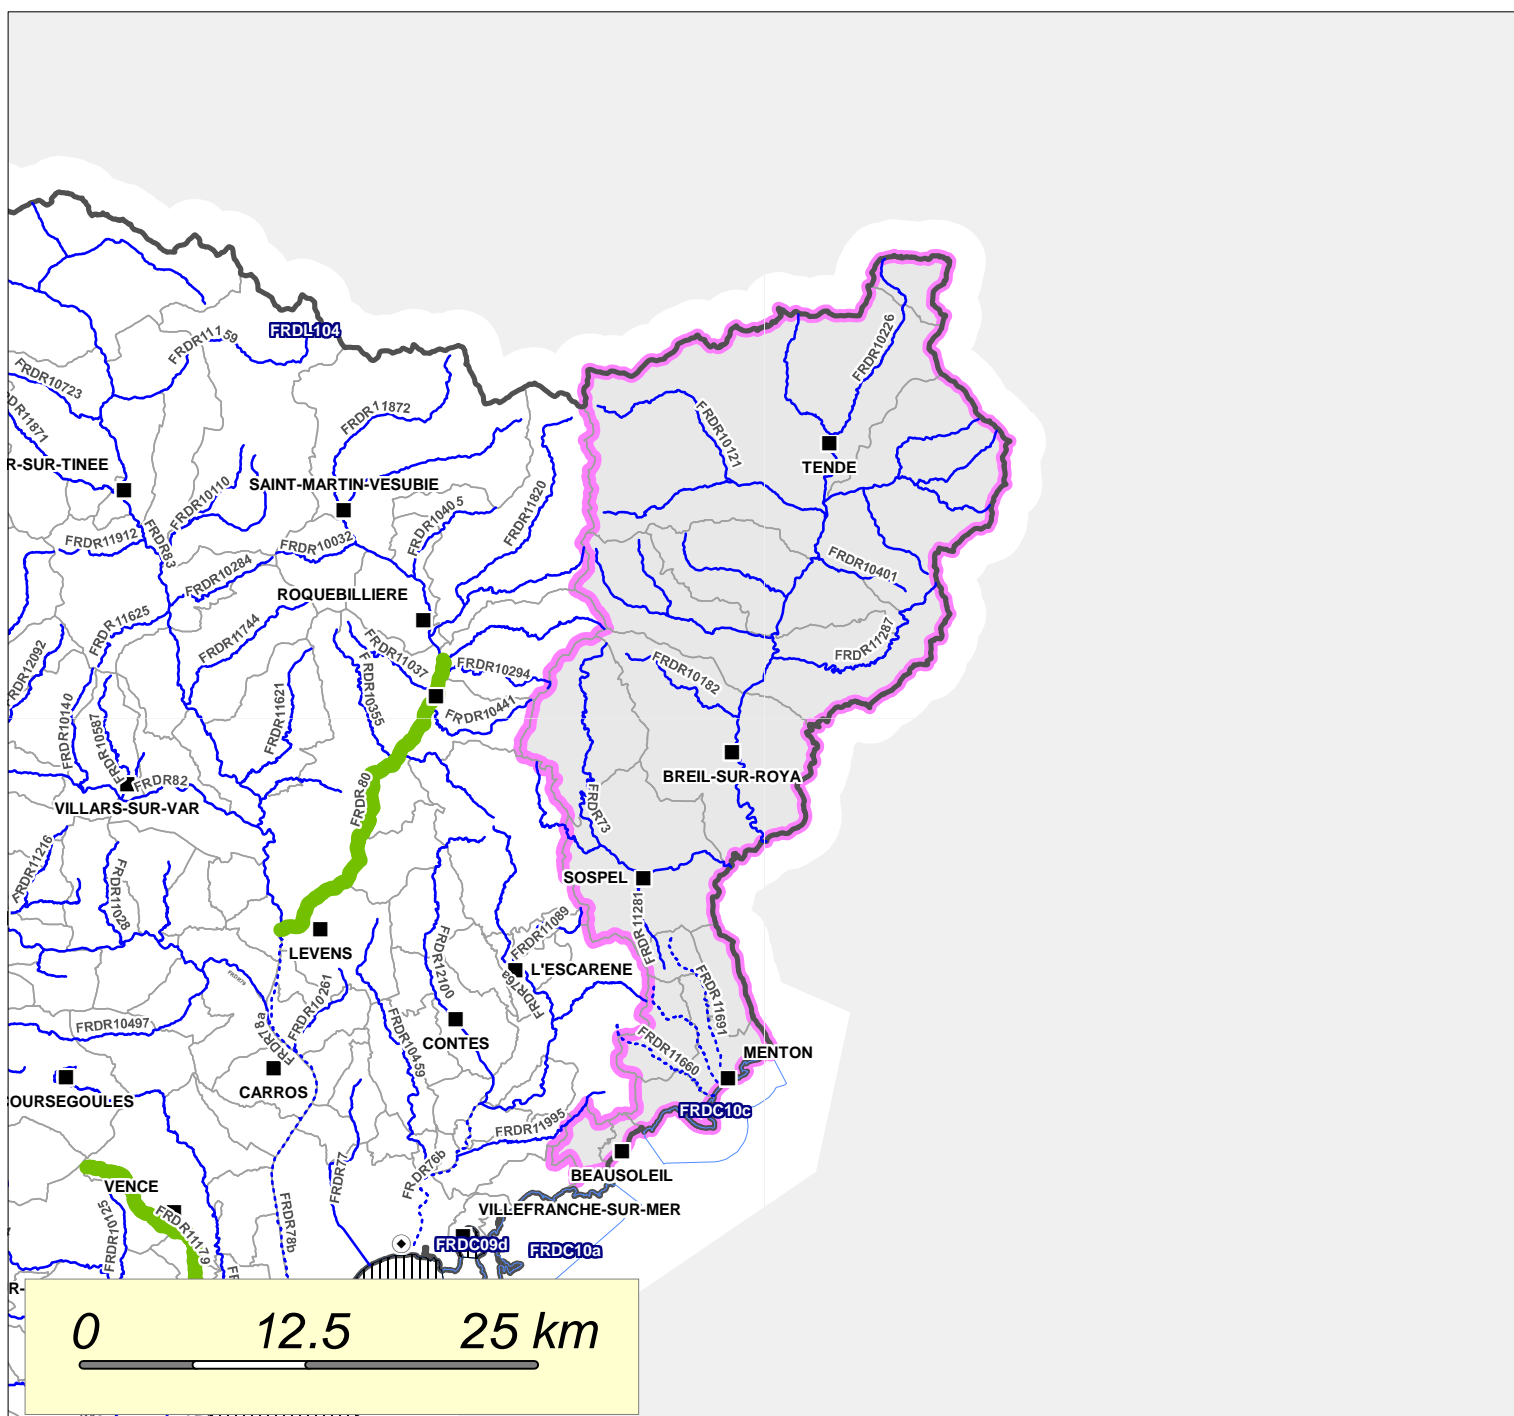 FRDL104
FRDR11159
FRDR10226
FRDR10723
FRDR11872
DR11871
FRDR10121
TENDE
R-SUR-TINEE
SAINT-MARTIN-VESUBIE
FRDR10110
FRDR10405
FRDR11820
FRDR83
FRDR11912
FRDR10032
FRDR10284
FRDR10401
ROQUEBILLIERE
FRDR11625
FRDR11744
FRDR11037
FRDR11287
FRDR12092
FRDR10294
FRDR10182
FRDR10355
FRDR10140
FRDR11621
FRDR10441
FRDR10587
FRDR82
FRDR80
BREIL-SUR-ROYA
VILLARS-SUR-VAR
FRDR73
FRDR11216
FRDR11028
SOSPEL
FRDR11281
FRDR11089
LEVENS
FRDR12100
L'ESCARENE
FRDR76a
FRDR10261
FRDR11691
FRDR10497
FRDR78a
FRDR10459
CONTES
FRDR11660
MENTON
CARROS
OURSEGOULES
FRDC10c
FRDR11995
FRDR76b
FRDR77
BEAUSOLEIL
VENCE
FRDR78b
VILLEFRANCHE-SUR-MER
FRDR10125
FRDR11179
FRDC09d
FRDC10a
FR
R-
0 12.5 25 km